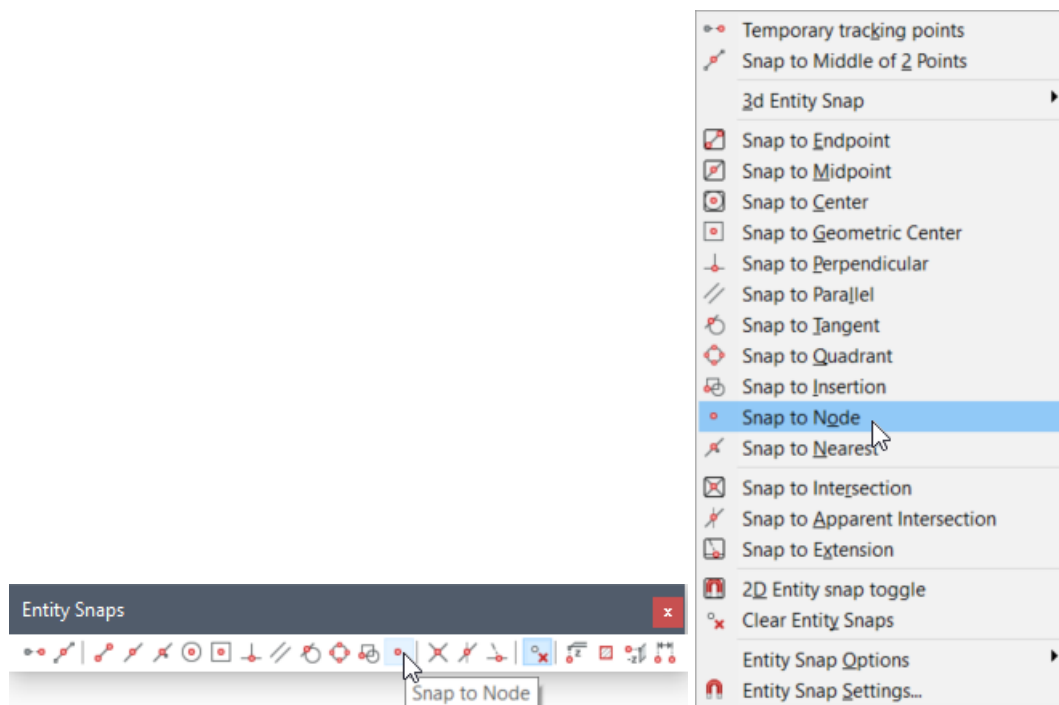 Temporary tracking points
Snap to Middle of 2 Points
3d Entity Snap
Snap to Endpoint
Snap to Midpoint
Snap to Center
Snap to Geometric Center
Snap to Perpendicular
Snap to Parallel
Snap to Tangent
Snap to Quadrant
Snap to Insertion
Snap to Node
Snap to Nearest
Snap to Intersection
Snap to Apparent Intersection
Snap to Extension
2D Entity snap toggle
Clear Entity Snaps
Entity Snap Options
Entity Snap Settings...
Entity Snaps
Snap to Node